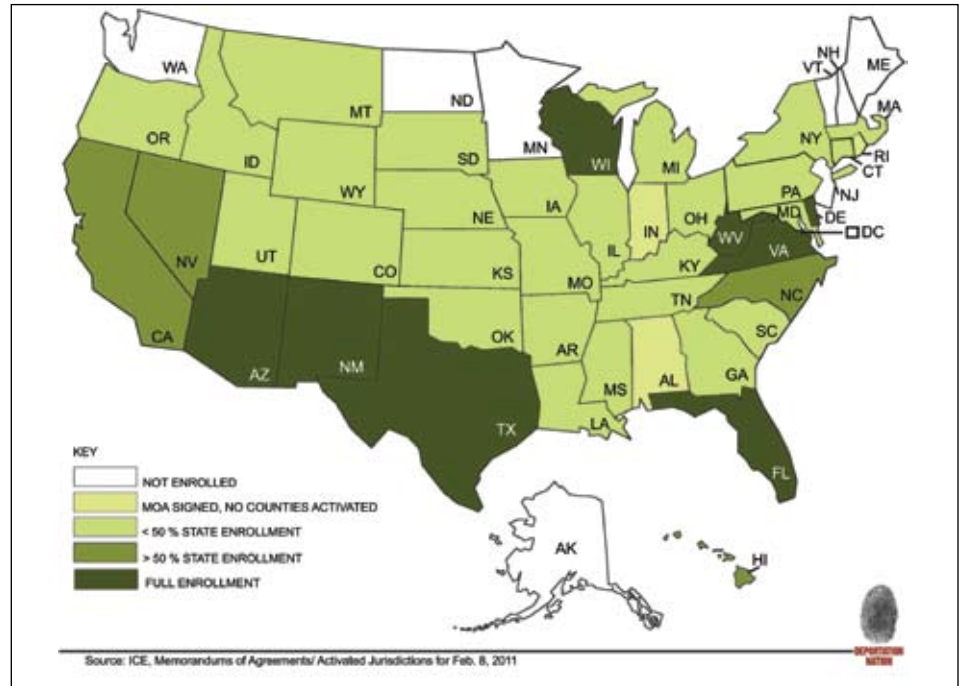 WA
MT
ND
MN
NH
VT
ME
MA
OR
ID
WY
SD
WI
MI
NY
RI
CT
NE
IA
PA
NJ
NV
UT
CO
KS
IL
IN
OH
MD
DE
DC
WV
VA
MO
KY
CA
AZ
NM
OK
AR
TN
NC
SC
TX
LA
MS
AL
GA
FL
KEY
NOT ENROLLED
MOA SIGNED, NO COUNTIES ACTIVATED
< 50 % STATE ENROLLMENT
> 50 % STATE ENROLLMENT
FULL ENROLLMENT
AK
HI
DEPORTATION
NATION
Source: ICE, Memorandums of Agreements/ Activated Jurisdictions for Feb. 8, 2011